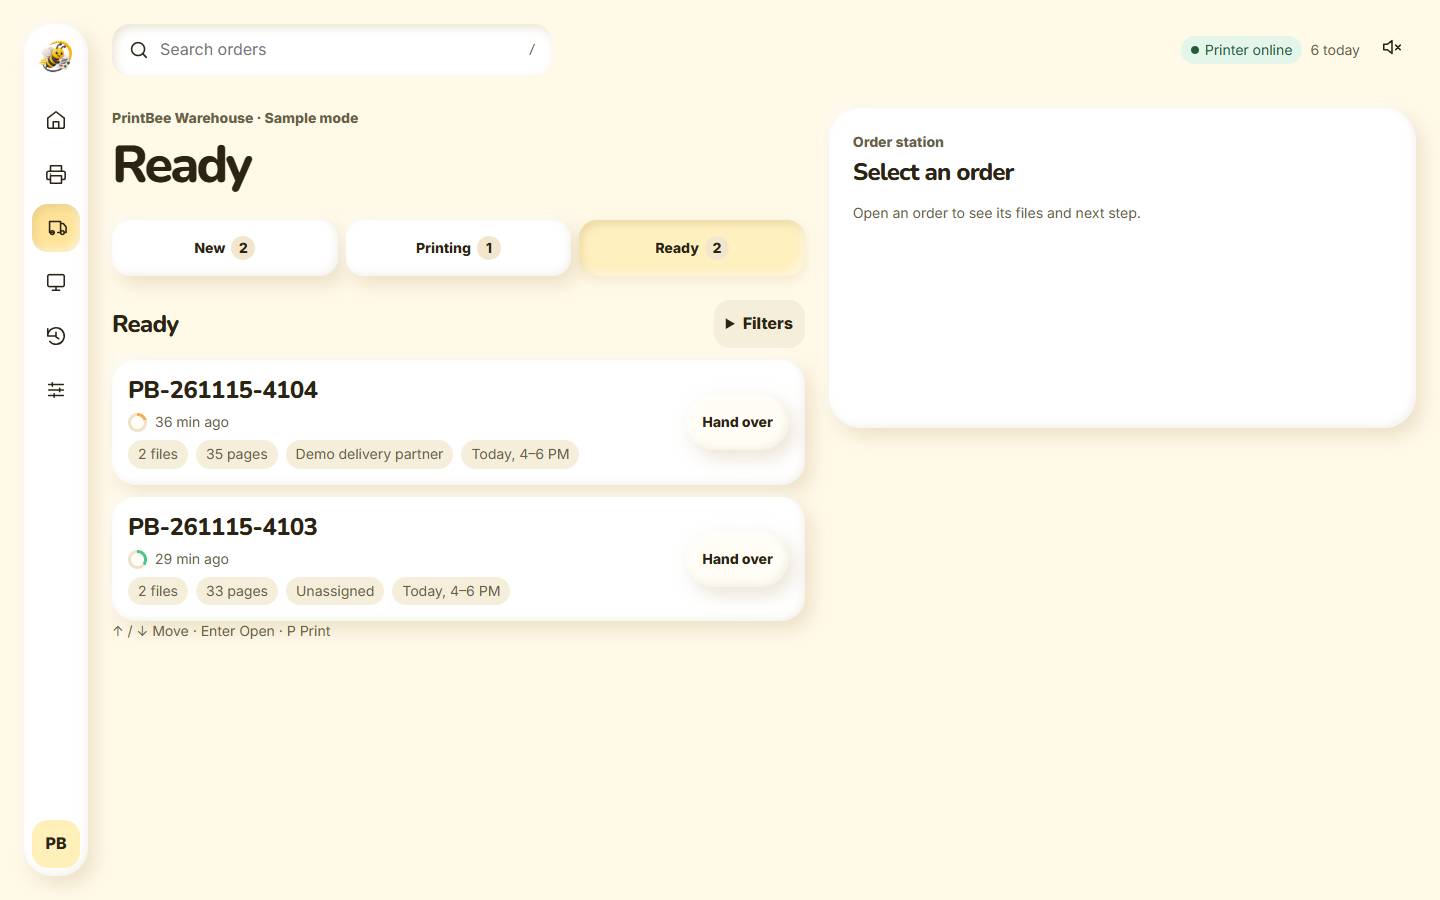 Search orders /
Printer online 6 today
PrintBee Warehouse · Sample mode
Ready
New 2 Printing 1 Ready 2
Ready
▶ Filters
PB-261115-4104
36 min ago
2 files 35 pages Demo delivery partner Today, 4–6 PM
Hand over
PB-261115-4103
29 min ago
2 files 33 pages Unassigned Today, 4–6 PM
Hand over
↑ / ↓ Move · Enter Open · P Print
Order station
Select an order
Open an order to see its files and next step.
PB